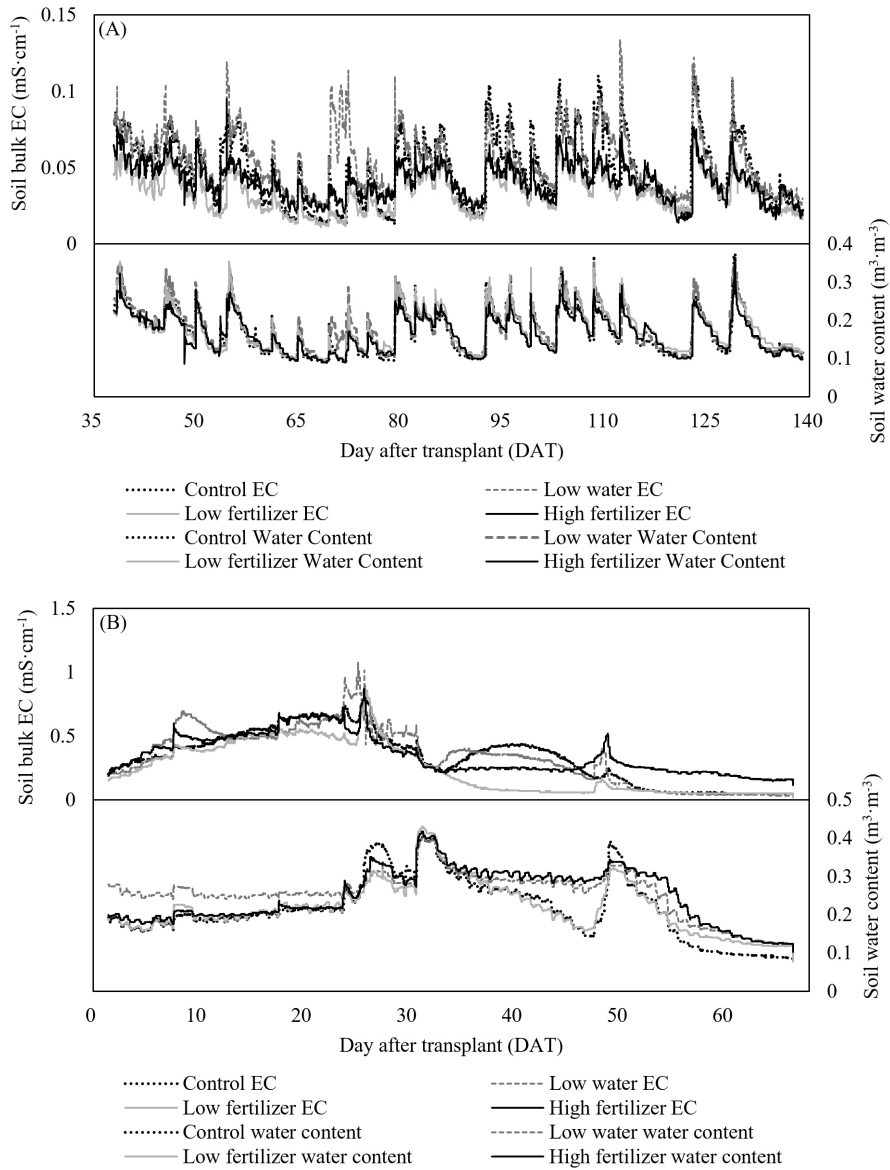 (A)
Soil bulk EC (mS·cm⁻¹)
0.15
0.1
0.05
0
Soil water content (m³·m⁻³)
0.4
0.3
0.2
0.1
0
35 50 65 80 95 110 125 140
Day after transplant (DAT)
Control EC Low water EC
Low fertilizer EC High fertilizer EC
Control Water Content Low water Water Content
Low fertilizer Water Content High fertilizer Water Content
(B)
Soil bulk EC (mS·cm⁻¹)
1.5
1
0.5
0
Soil water content (m³·m⁻³)
0.5
0.4
0.3
0.2
0.1
0
0 10 20 30 40 50 60
Day after transplant (DAT)
Control EC Low water EC
Low fertilizer EC High fertilizer EC
Control water content Low water water content
Low fertilizer water content High fertilizer water content